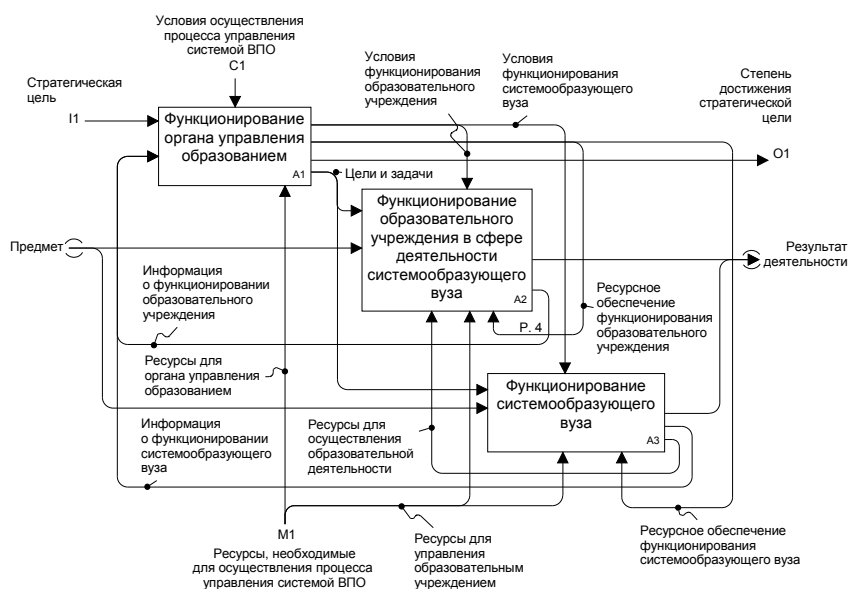 Условия осуществления
процесса управления
системой ВПО
C1
Стратегическая
цель
I1
Функционирование
органа управления
образованием
A1
Условия
функционирования
образовательного
учреждения
Условия
функционирования
системообразующего
вуза
Степень
достижения
стратегической
цели
O1
Цели и задачи
Функционирование
образовательного
учреждения в сфере
деятельности
системообразующего
вуза
A2
Предмет
Результат
деятельности
Информация
о функционировании
образовательного
учреждения
Р. 4
Ресурсное
обеспечение
функционирования
образовательного
учреждения
Ресурсы для
органа управления
образованием
Функционирование
системообразующего
вуза
A3
Информация
о функционировании
системообразующего
вуза
Ресурсы для
осуществления
образовательной
деятельности
M1
Ресурсы, необходимые
для осуществления процесса
управления системой ВПО
Ресурсы для
управления
образовательным
учреждением
Ресурсное обеспечение
функционирования
системообразующего вуза